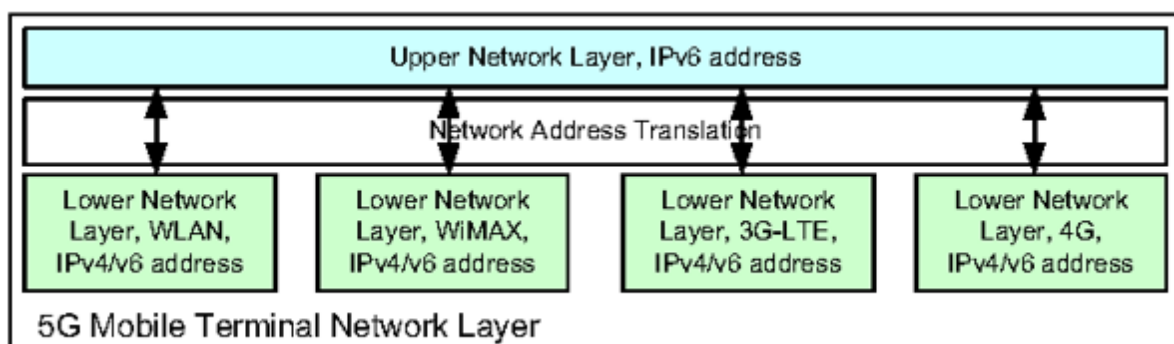 Upper Network Layer, IPv6 address
Network Address Translation
Lower Network
Layer, WLAN,
IPv4/v6 address
Lower Network
Layer, WiMAX,
IPv4/v6 address
Lower Network
Layer, 3G-LTE,
IPv4/v6 address
Lower Network
Layer, 4G,
IPv4/v6 address
5G Mobile Terminal Network Layer